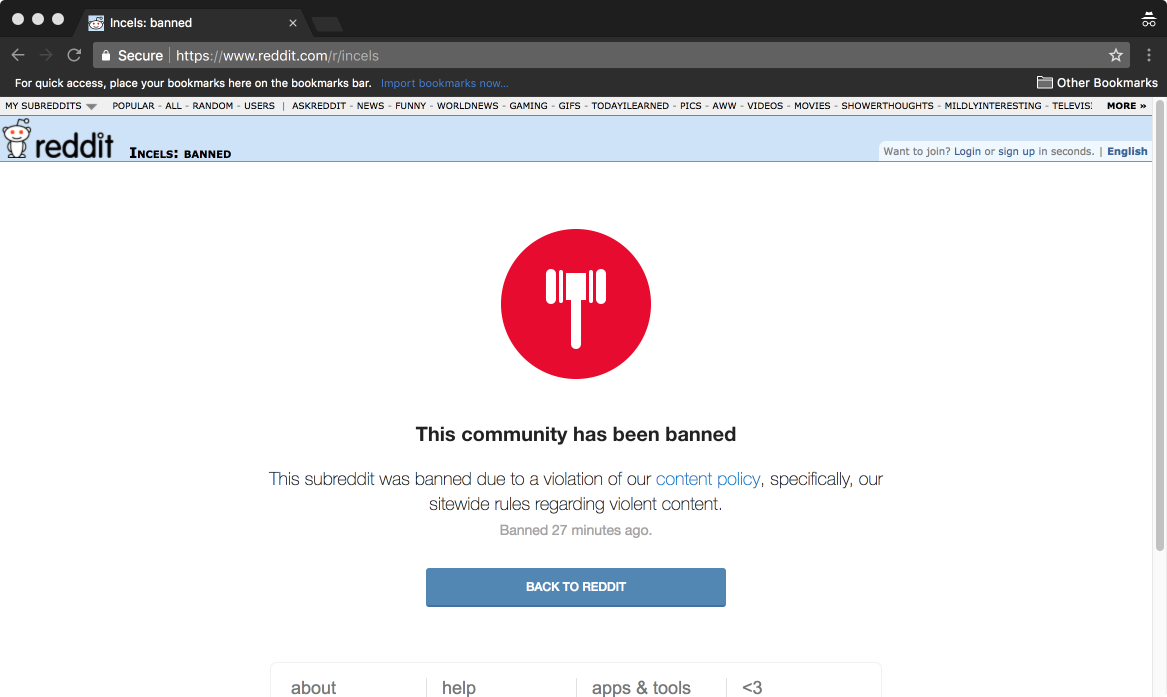 Incels: banned
Secure https://www.reddit.com/r/incels
For quick access, place your bookmarks here on the bookmarks bar. Import bookmarks now... Other Bookmarks
MY SUBREDDITS POPULAR - ALL - RANDOM - USERS | ASKREDDIT - NEWS - FUNNY - WORLDNEWS - GAMING - GIFS - TODAYILEARNED - PICS - AWW - VIDEOS - MOVIES - SHOWERTHOUGHTS - MILDLYINTERESTING - TELEVIS MORE »
reddit INCELS: BANNED
Want to join? Login or sign up in seconds. | English
This community has been banned
This subreddit was banned due to a violation of our content policy, specifically, our
sitewide rules regarding violent content.
Banned 27 minutes ago.
BACK TO REDDIT
about help apps & tools <3